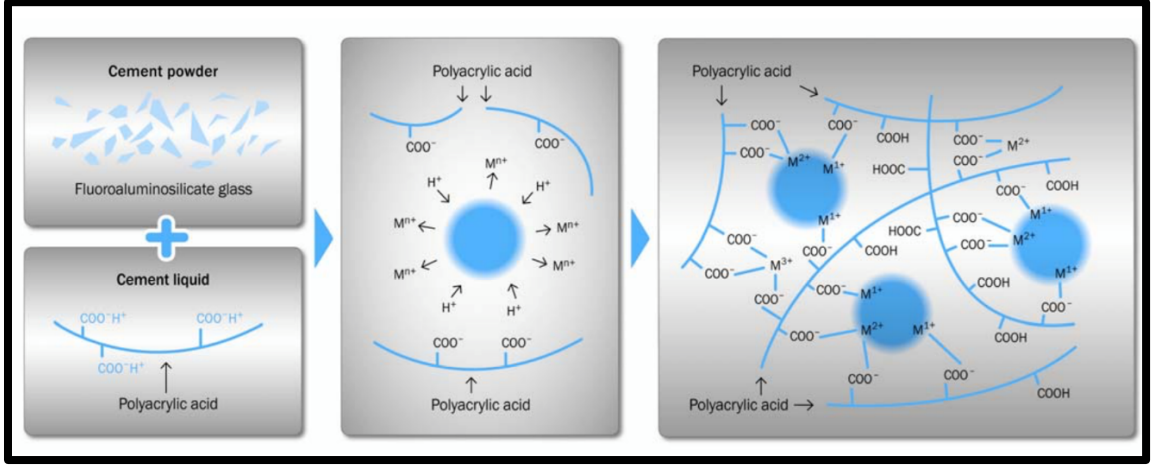 Cement powder
Fluoroaluminosilicate glass
Cement liquid
COO⁻H⁺
COO⁻H⁺
COO⁻H⁺
Polyacrylic acid
Polyacrylic acid
COO⁻
COO⁻
Mⁿ⁺
H⁺
H⁺
Mⁿ⁺
Mⁿ⁺
Mⁿ⁺
Mⁿ⁺
H⁺
H⁺
COO⁻
COO⁻
Polyacrylic acid
Polyacrylic acid
COO⁻
COO⁻
COOH
COO⁻
M²⁺
COO⁻
COO⁻
M²⁺
M¹⁺
HOOC
COO⁻
COOH
COO⁻
M¹⁺
M¹⁺
COO⁻
HOOC
COO⁻
M²⁺
COO⁻
COO⁻
COOH
M³⁺
COO⁻
M¹⁺
COOH
COO⁻
M¹⁺
COO⁻
COO⁻
COO⁻
M²⁺
M¹⁺
COOH
COO⁻
COO⁻
COOH
Polyacrylic acid